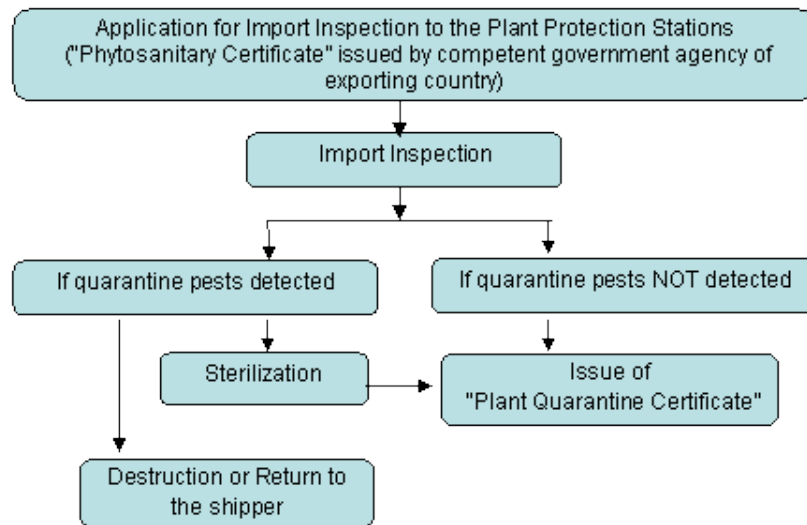 Application for Import Inspection to the Plant Protection Stations
("Phytosanitary Certificate" issued by competent government agency of
exporting country)
Import Inspection
If quarantine pests detected
If quarantine pests NOT detected
Sterilization
Issue of
"Plant Quarantine Certificate"
Destruction or Return to
the shipper